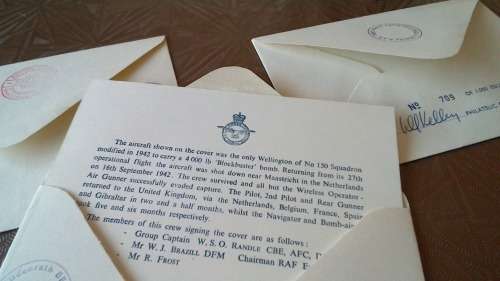 The aircraft shown on the cover was the only Wellington of No 150 Squadron
modified in 1942 to carry a 4000 lb 'Blockbuster' bomb. Returning from its 27th
operational flight the aircraft was shot down near Maastricht in the Netherlands
on 16th September 1942. The crew survived and all but the Wireless Operator -
Air Gunner successfully evaded capture. The Pilot, 2nd Pilot and Rear Gunner
returned to the United Kingdom, via the Netherlands, Belgium, France, Spain
and Gibraltar in two and a half months, whilst the Navigator and Bomb-aim
five and six months respectively.
The members of this crew signing the cover are as follows:
- Group Captain W. S. O. RANDLE CBE, AFC, D
- Mr W. J. BRAZILL DFM Chairman RAF E
- Mr R. FROST
No 709 OF 1,000
PHILATELI